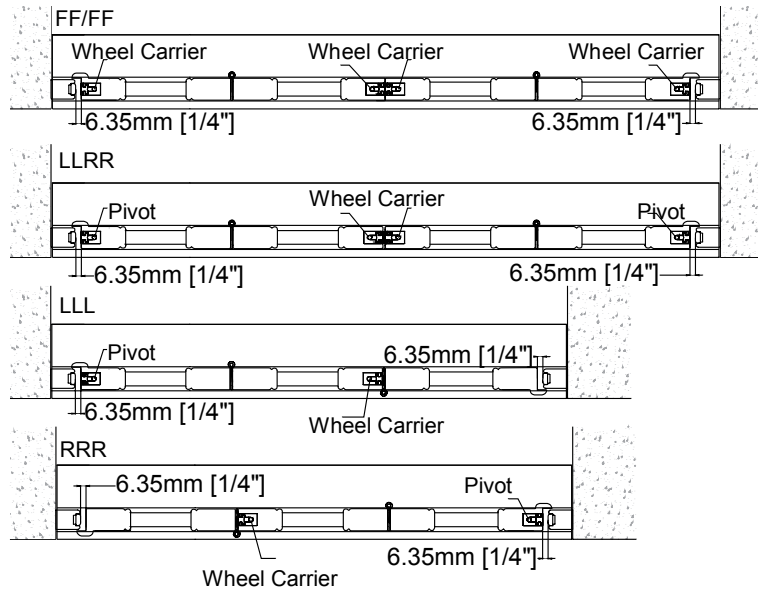 FF/FF
Wheel Carrier Wheel Carrier Wheel Carrier
6.35mm [1/4"] 6.35mm [1/4"]
LLRR
Wheel Carrier
Pivot Pivot
6.35mm [1/4"] 6.35mm [1/4"]
LLL
Pivot 6.35mm [1/4"]
6.35mm [1/4"]
Wheel Carrier
RRR
6.35mm [1/4"] Pivot
6.35mm [1/4"]
Wheel Carrier